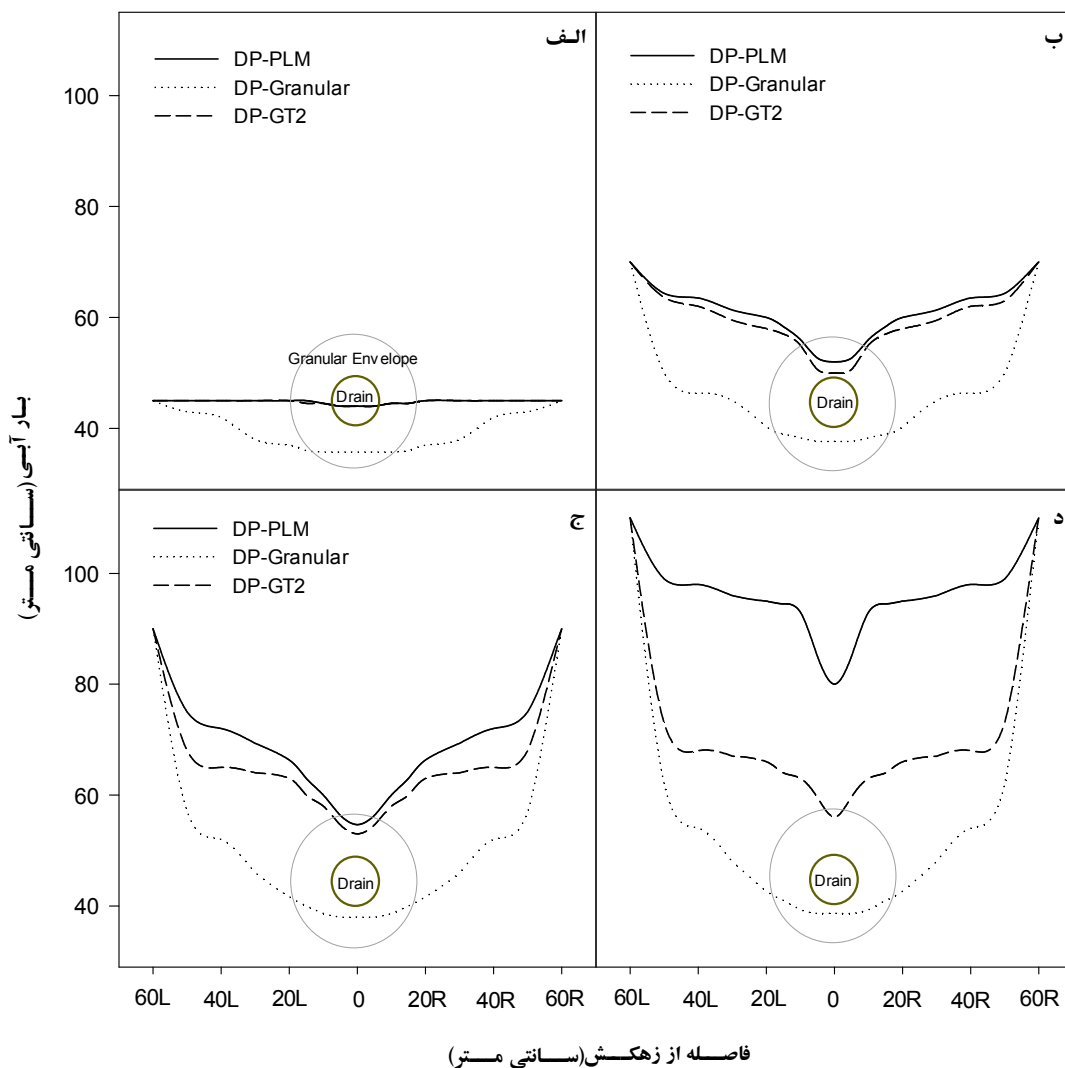 الف
DP-PLM
DP-Granular
DP-GT2
100
80
60
40
Granular Envelope
Drain
ب
DP-PLM
DP-Granular
DP-GT2
Drain
ج
DP-PLM
DP-Granular
DP-GT2
100
80
60
40
Drain
د
Drain
60L 40L 20L 0 20R 40R 60R
60L 40L 20L 0 20R 40R 60R
بار آبی (سانتی متر)
فاصله از زهکش(سانتی متر)